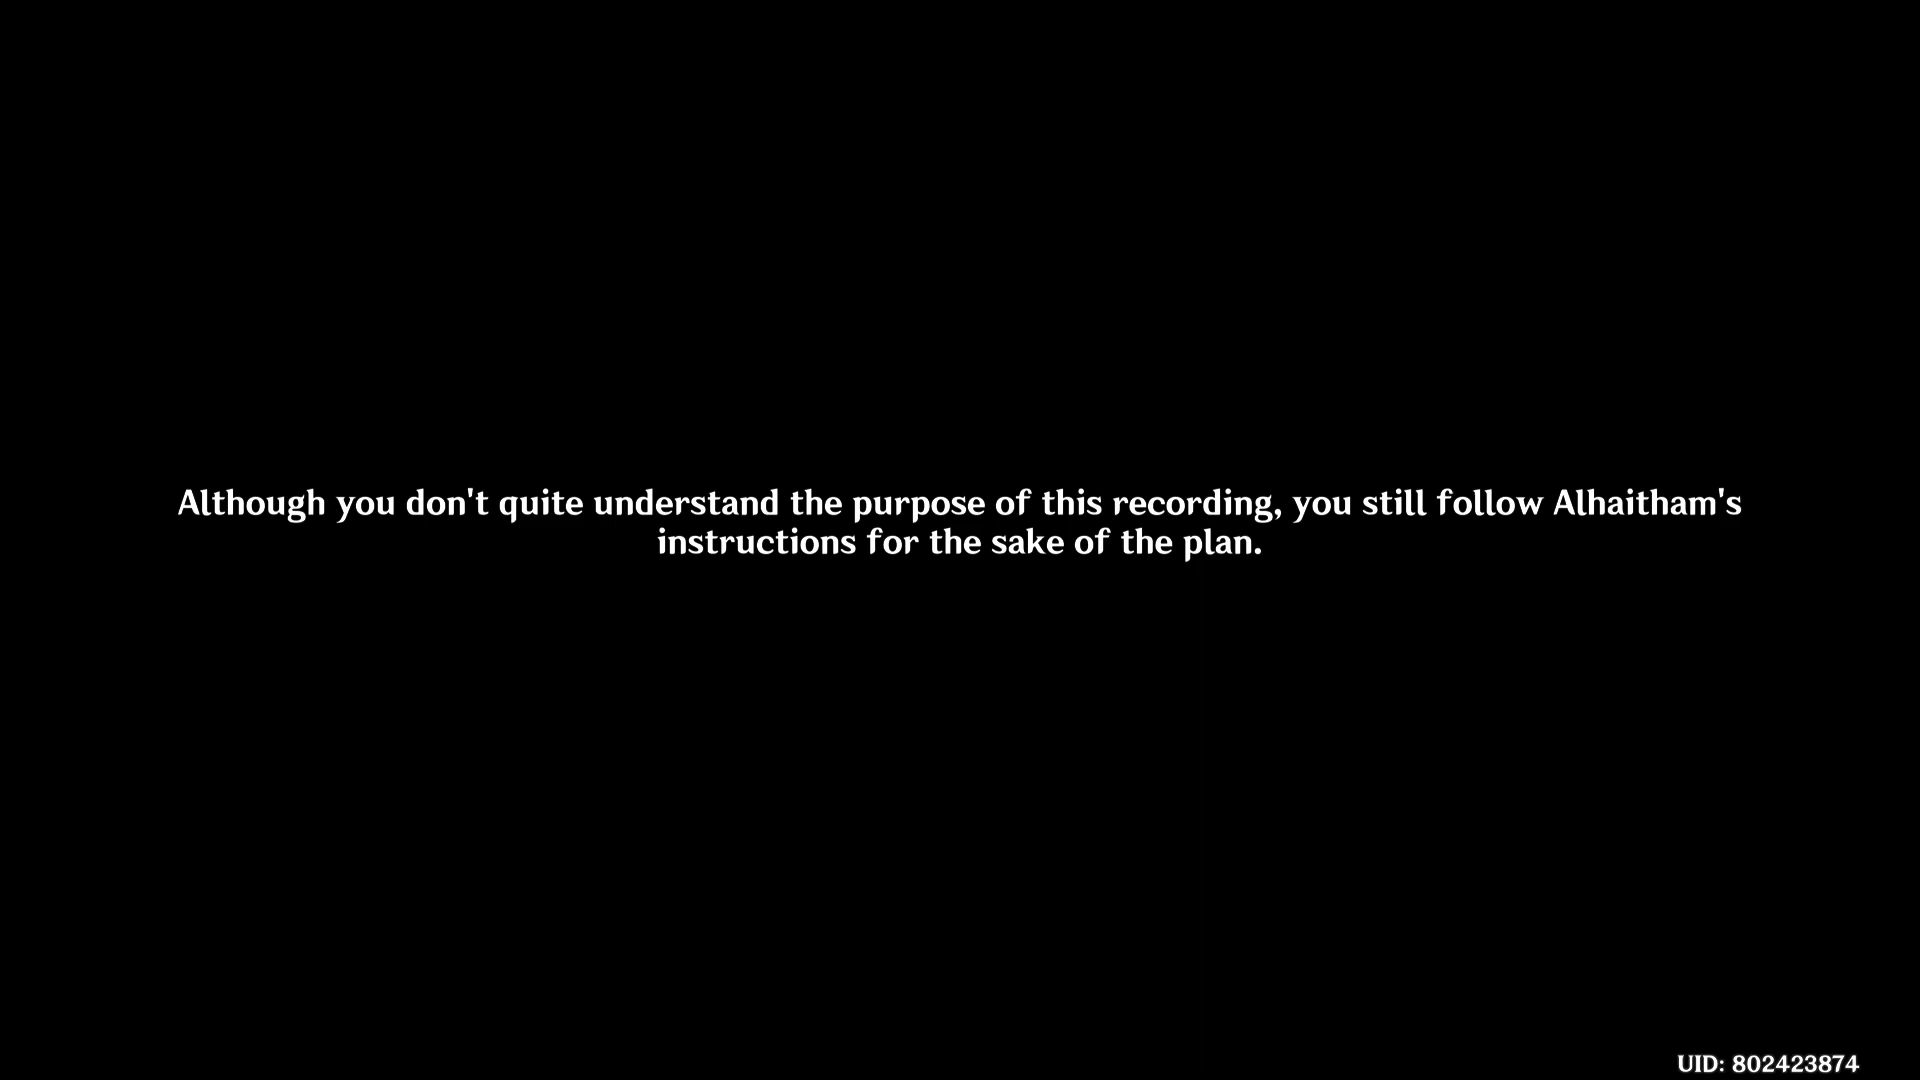 Although you don't quite understand the purpose of this recording, you still follow Alhaitham's
instructions for the sake of the plan.
UID: 802423874